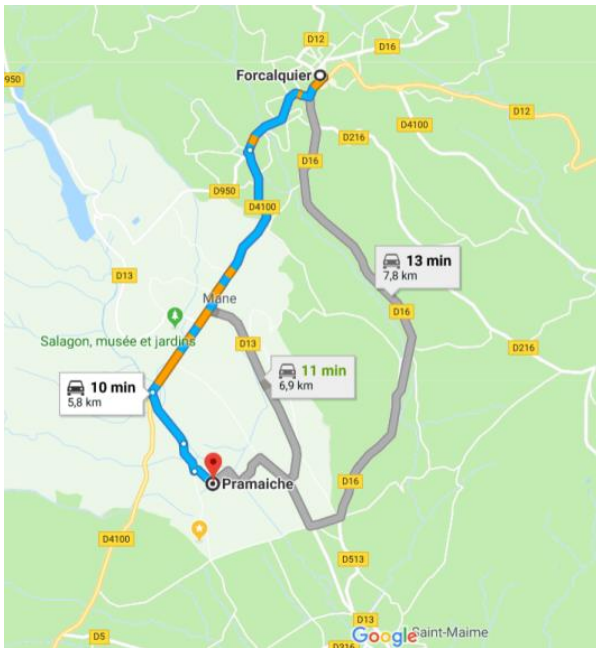 D12
D16
Forcalquier
950
D12
D4100
D216
D16
D950
D4100
13 min
7,8 km
D13
Mane
D16
Salagon, musée et jardins
D13
D216
11 min
6,9 km
10 min
5,8 km
Pramaiche
D16
D4100
D513
D13
D5
Google
Saint-Maime